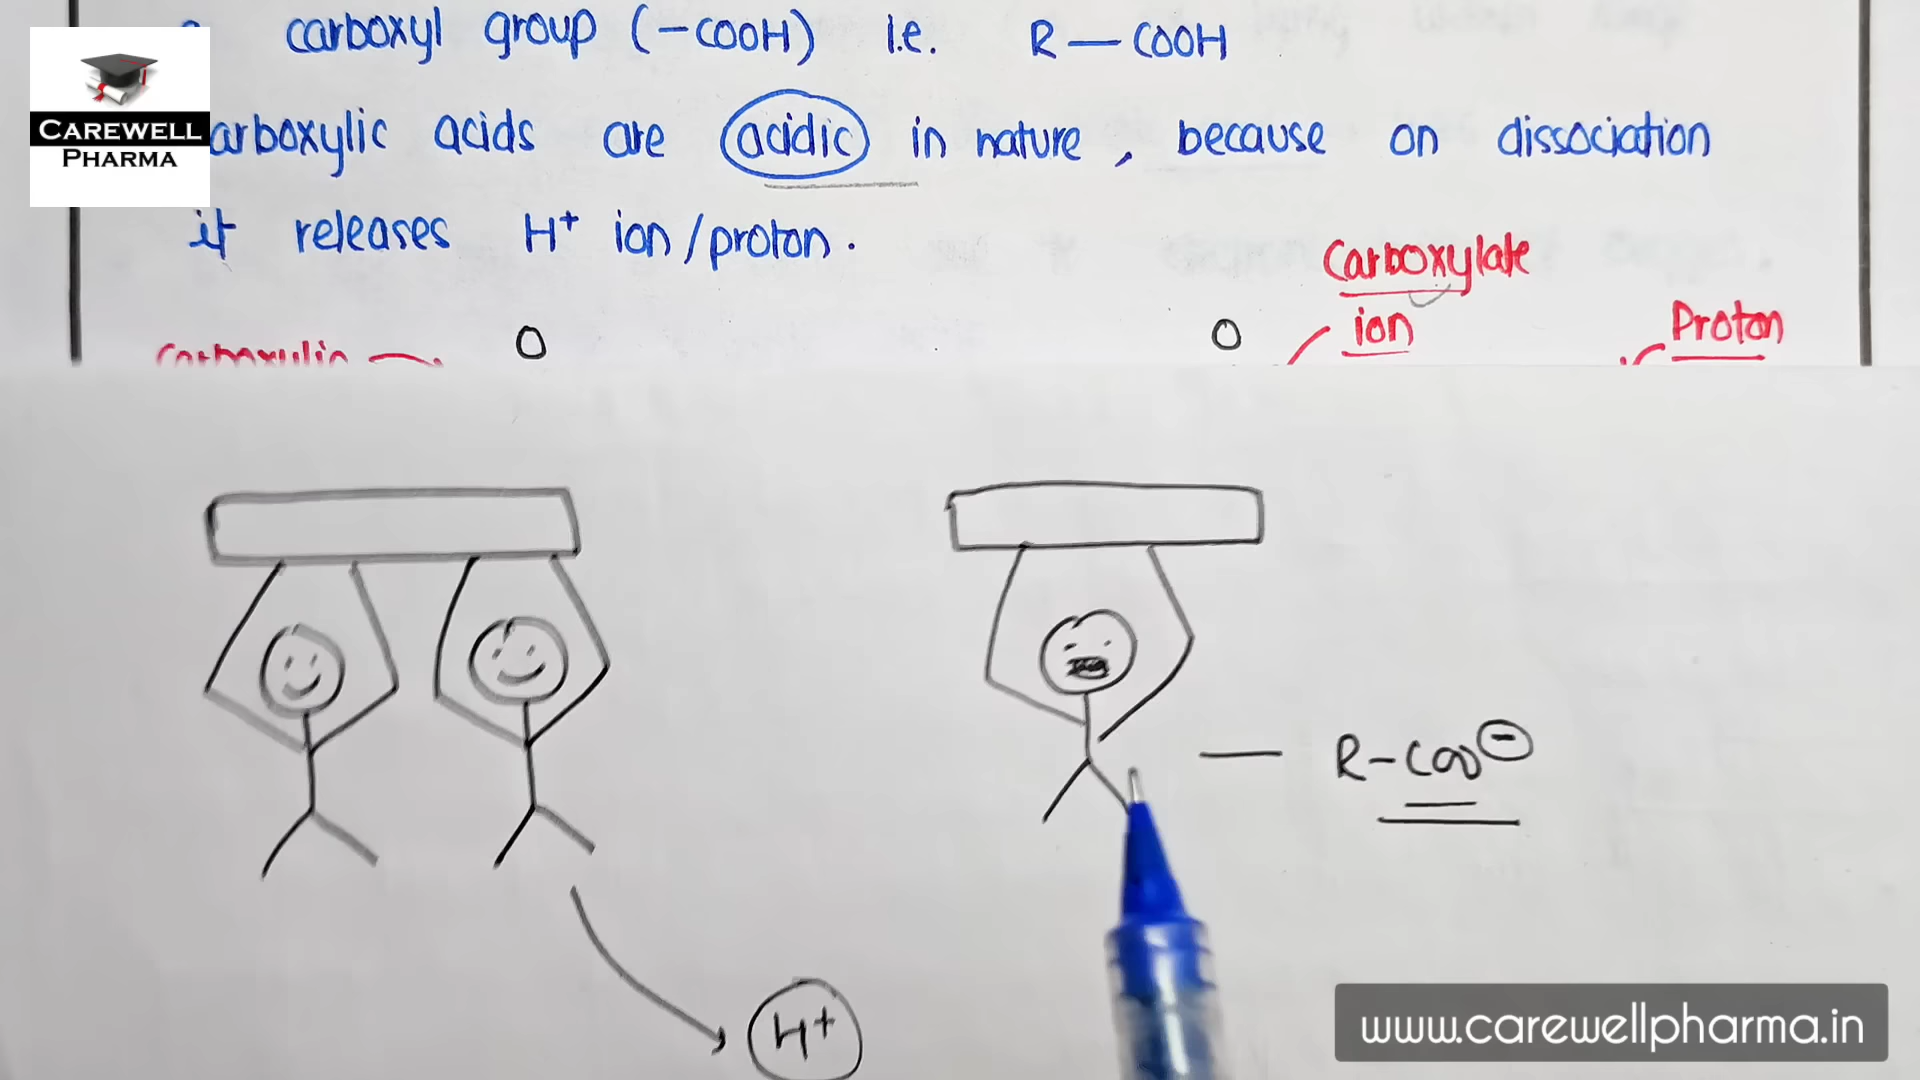 carboxyl group (-COOH) i.e. R — COOH
CAREWELL
PHARMA
arboxylic acids are acidic in nature, because on dissociation
it releases H+ ion/proton.
Carboxylate
ion
Proton
O
O
R-COO-
H+
www.carewellpharma.in